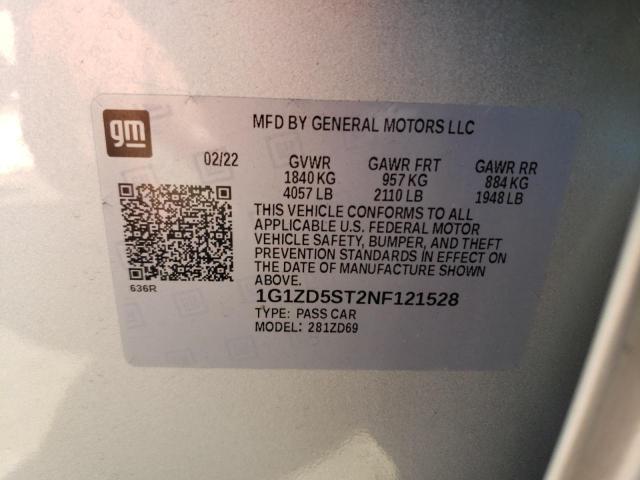 gm
MFD BY GENERAL MOTORS LLC
02/22 GVWR GAWR FRT GAWR RR
1840 KG 957 KG 884 KG
4057 LB 2110 LB 1948 LB
THIS VEHICLE CONFORMS TO ALL
APPLICABLE U.S. FEDERAL MOTOR
VEHICLE SAFETY, BUMPER, AND THEFT
PREVENTION STANDARDS IN EFFECT ON
THE DATE OF MANUFACTURE SHOWN
ABOVE.
636R
1G1ZD5ST2NF121528
TYPE: PASS CAR
MODEL: 281ZD69